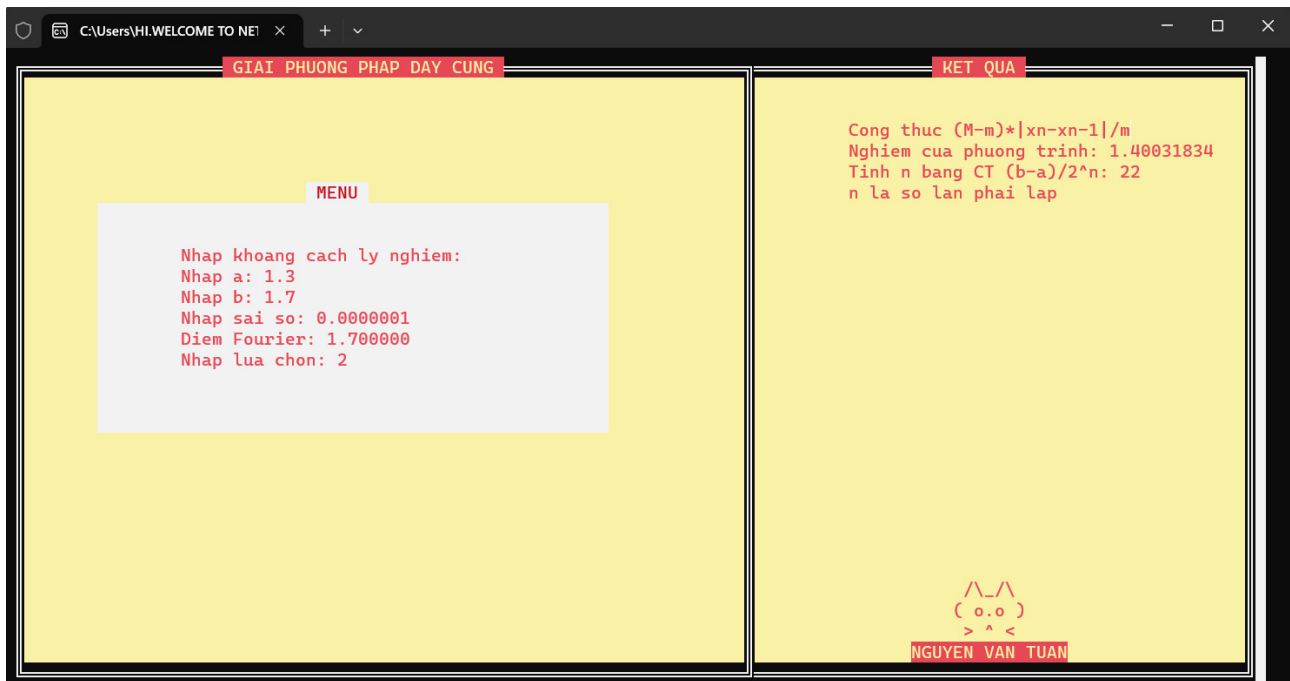 C:\Users\HI.WELCOME TO NET
GIAI PHUONG PHAP DAY CUNG
MENU
Nhap khoang cach ly nghiem:
Nhap a: 1.3
Nhap b: 1.7
Nhap sai so: 0.0000001
Diem Fourier: 1.700000
Nhap lua chon: 2
KET QUA
Cong thuc (M-m)*|xn-xn-1|/m
Nghiem cua phuong trinh: 1.40031834
Tinh n bang CT (b-a)/2^n: 22
n la so lan phai lap
/\_/\
( o.o )
> ^ <
NGUYEN VAN TUAN